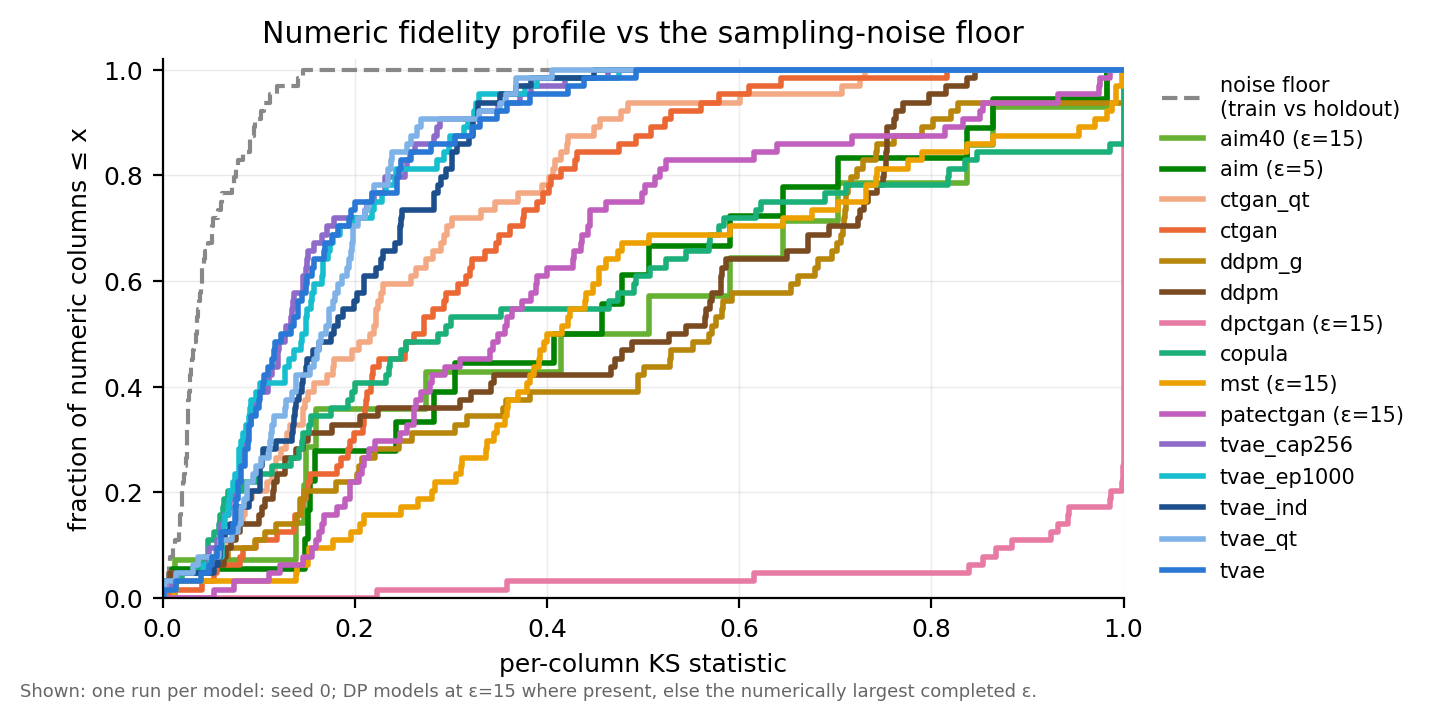 Numeric fidelity profile vs the sampling-noise floor
fraction of numeric columns ≤ x
1.0
0.8
0.6
0.4
0.2
0.0
0.0
0.2
0.4
0.6
0.8
1.0
per-column KS statistic
noise floor
(train vs holdout)
aim40 (ε=15)
aim (ε=5)
ctgan_qt
ctgan
ddpm_g
ddpm
dpctgan (ε=15)
copula
mst (ε=15)
patectgan (ε=15)
tvae_cap256
tvae_ep1000
tvae_ind
tvae_qt
tvae
Shown: one run per model: seed 0; DP models at ε=15 where present, else the numerically largest completed ε.